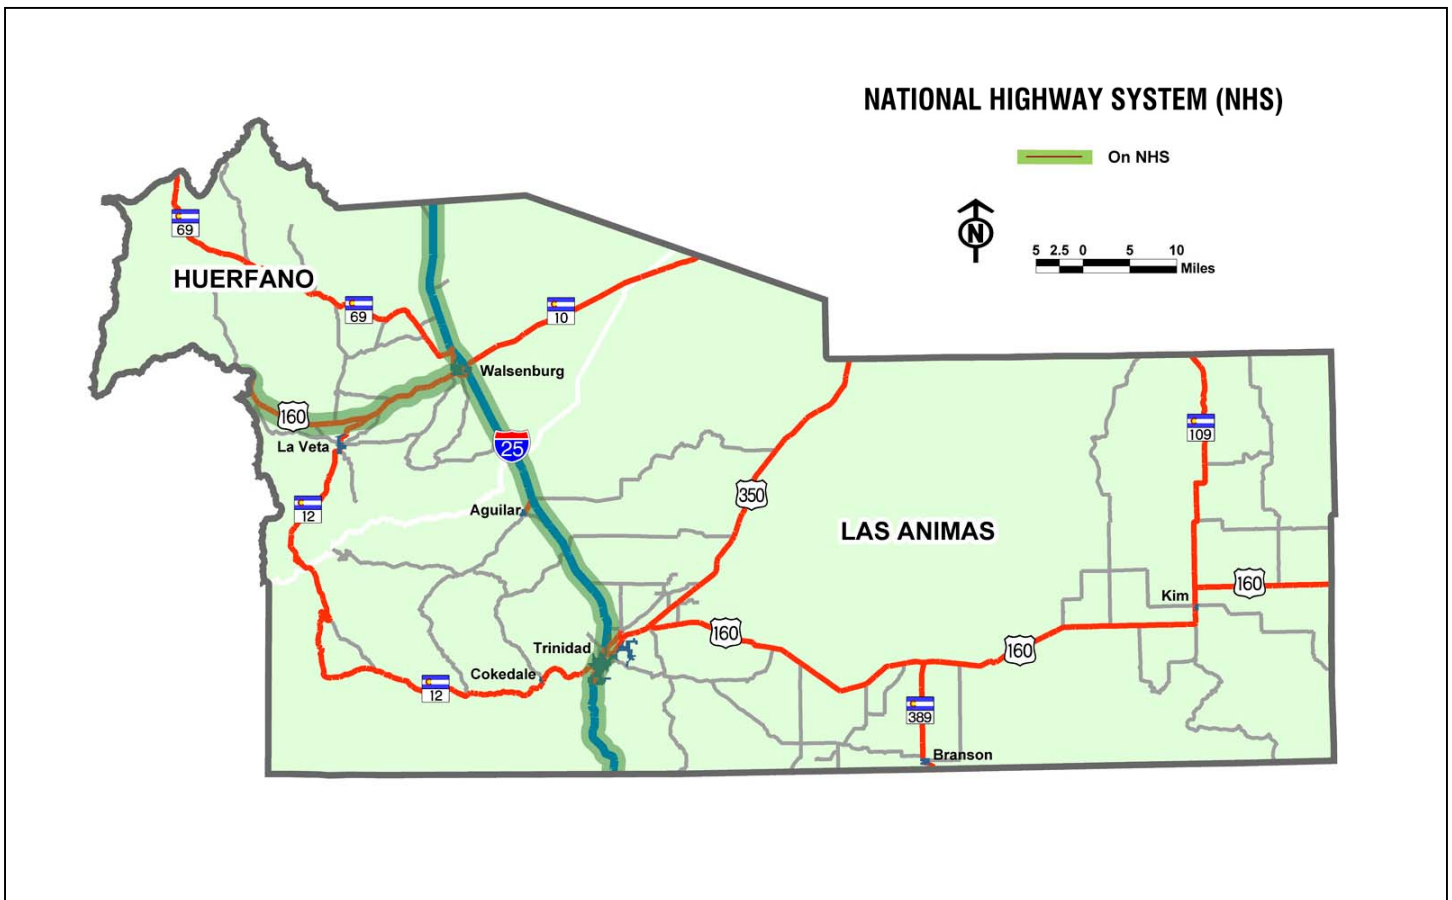 NATIONAL HIGHWAY SYSTEM (NHS)
On NHS
N
5 2.5 0 5 10
Miles
69
HUERFANO
69
10
Walsenburg
160
109
La Veta
25
350
12
Aguilar
LAS ANIMAS
160
Kim
160
Trinidad
160
Cokedale
12
389
Branson